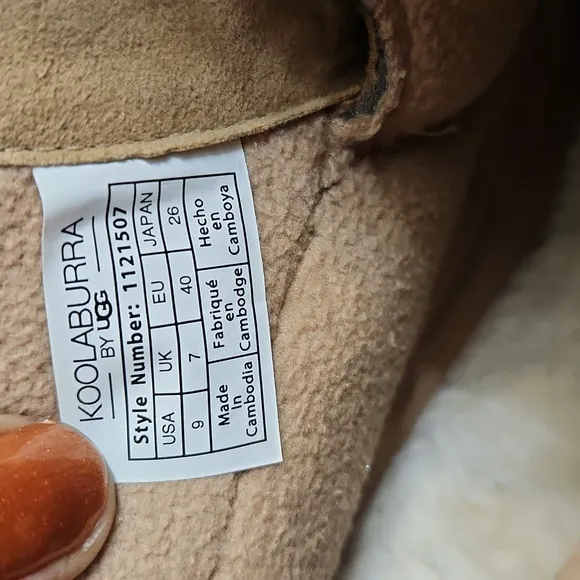 KOOLABURRA
BY UGG
Style Number: 1121507
USA UK EU JAPAN
9 7 40 26
Made Fabriqué Hecho
In en en
Cambodia Cambodge Camboya